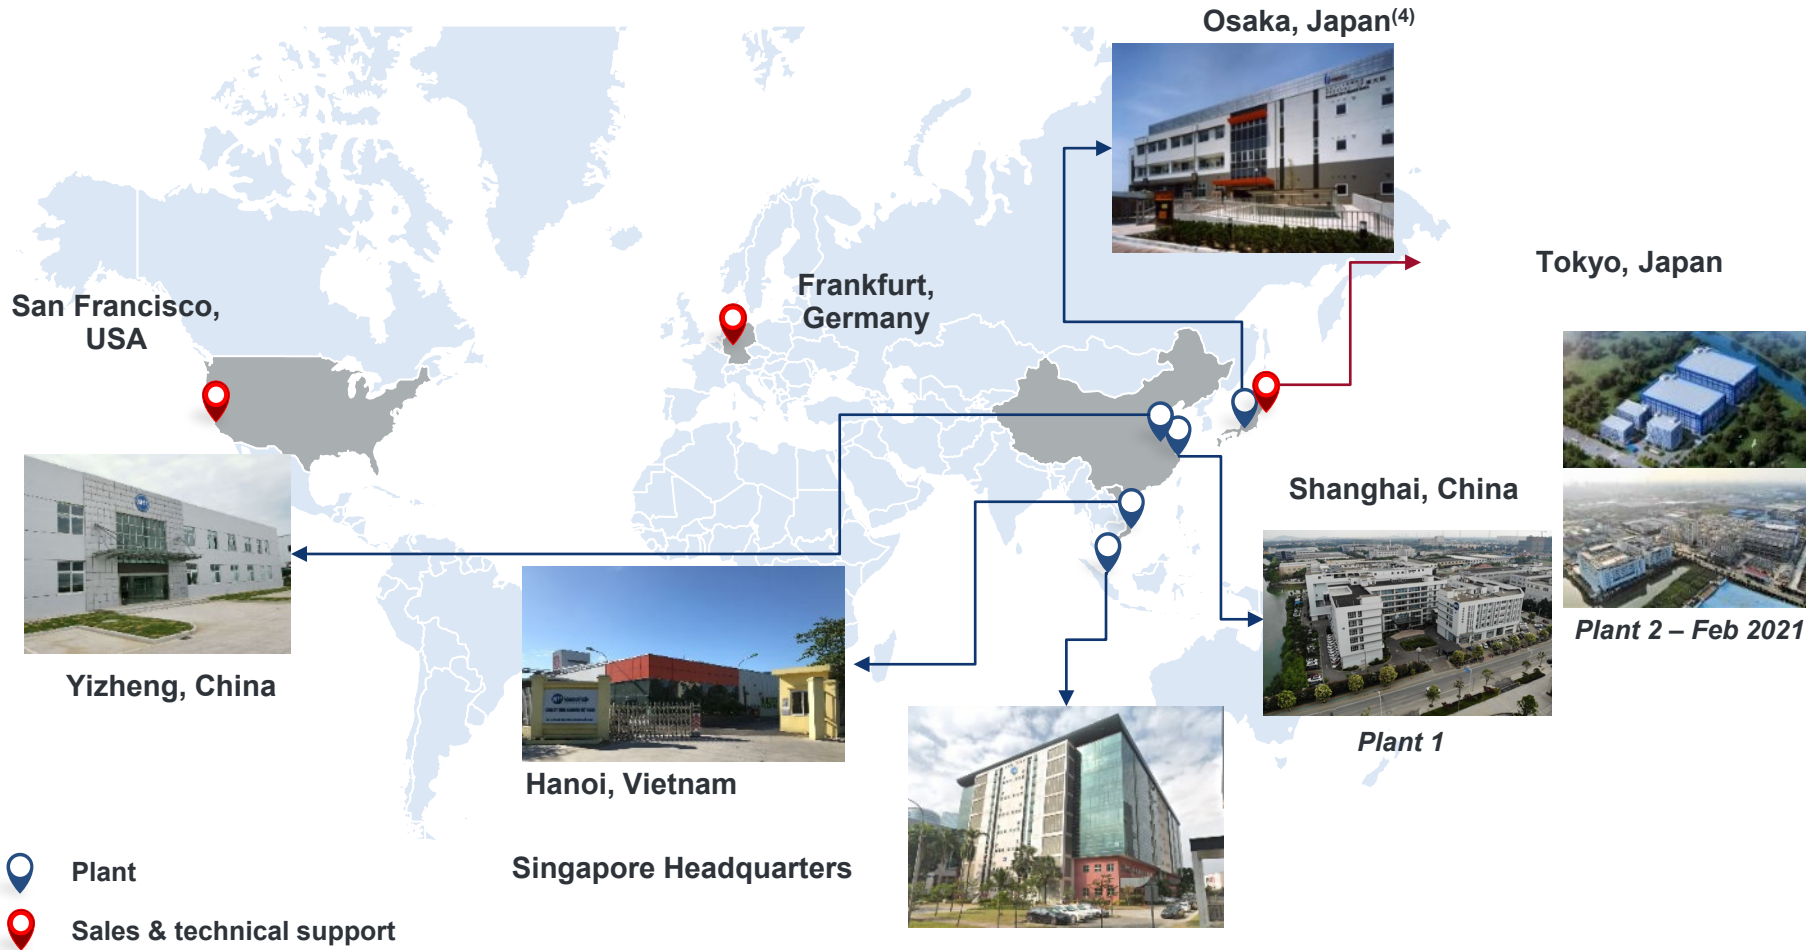 Osaka, Japan(4)
Tokyo, Japan
San Francisco,
USA
Frankfurt,
Germany
Shanghai, China
Plant 2 – Feb 2021
Plant 1
Yizheng, China
Hanoi, Vietnam
Singapore Headquarters
Plant
Sales & technical support